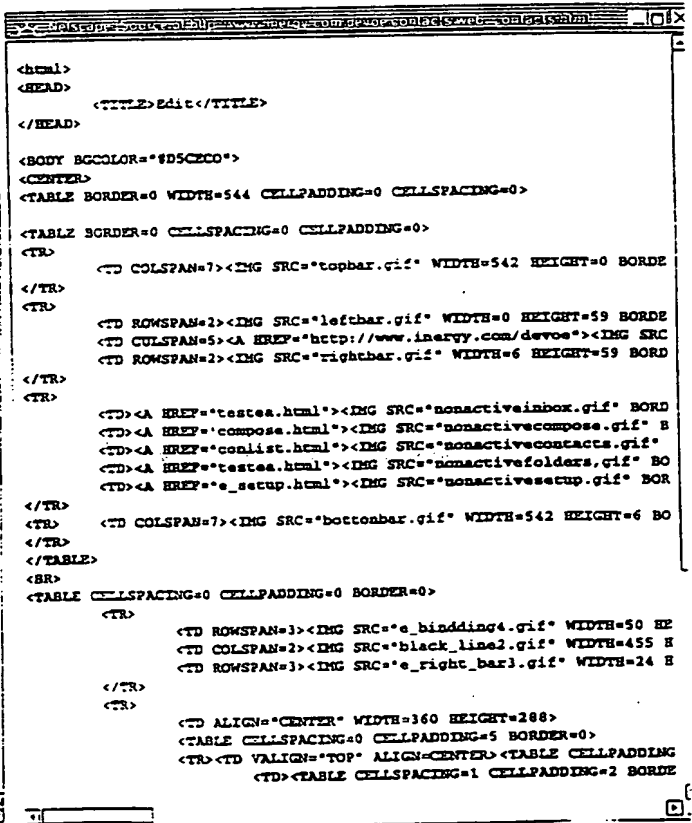 <html>
<HEAD>
<TITLE>Edit</TITLE>
</HEAD>
<BODY BGCOLOR="#D5CECO">
<CENTER>
<TABLE BORDER=0 WIDTH=544 CELLPADDING=0 CELLSPACING=0>
<TABLE BORDER=0 CELLSPACING=0 CELLPADDING=0>
<TR>
<TD COLSPAN=7><IMG SRC="topbar.gif" WIDTH=542 HEIGHT=0 BORDE
</TR>
<TR>
<TD ROWSPAN=2><IMG SRC="leftbar.gif" WIDTH=0 HEIGHT=59 BORDE
<TD CULSPAN=5><A HREF="http://www.inergy.com/devoe"><IMG SRC
<TD ROWSPAN=2><IMG SRC="rightbar.gif" WIDTH=6 HEIGHT=59 BORD
</TR>
<TR>
<TD><A HREF="testea.html"><IMG SRC="nonactiveinbox.gif" BORD
<TD><A HREF='compose.html"><IMG SRC="nonactivecompose.gif" B
<TD><A HREF="conlist.html"><IMG SRC="nonactivecontacts.gif"
<TD><A HREF="testea.html"><IMG SRC="nonactivefolders,gif" BO
<TD><A HREF="e_setup.html"><IMG SRC="nonactivesetup.gif" BOR
</TR>
<TR> <TD COLSPAN=7><IMG SRC="bottonbar.gif" WIDTH=542 HEIGHT=6 BO
</TR>
</TABLE>
<BR>
<TABLE CELLSPACING=0 CELLPADDING=0 BORDER=0>
<TR>
<TD ROWSPAN=3><IMG SRC="e_bindding4.gif" WIDTH=50 HE
<TD COLSPAN=2><IMG SRC="black_line2.gif" WIDTH=455 H
<TD ROWSPAN=3><IMG SRC="e_right_bar3.gif" WIDTH=24 H
</TR>
<TR>
<TD ALIGN="CENTER" WIDTH=360 HEIGHT=288>
<TABLE CELLSPACING=0 CELLPADDING=5 BORDER=0>
<TR><TD VALIGN="TOP" ALIGN=CENTER><TABLE CELLPADDING
<TD><TABLE CELLSPACING=1 CELLPADDING=2 BORDE